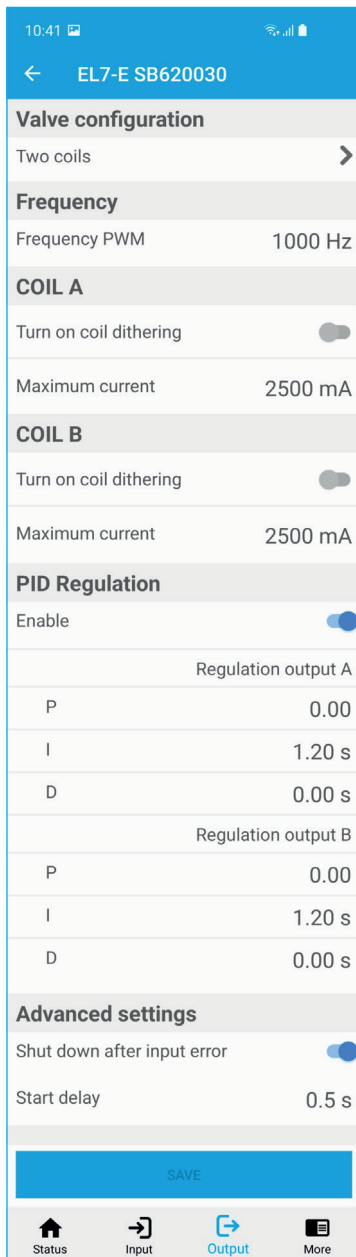 10:41
EL7-E SB620030
Valve configuration
Two coils
Frequency
Frequency PWM 1000 Hz
COIL A
Turn on coil dithering
Maximum current 2500 mA
COIL B
Turn on coil dithering
Maximum current 2500 mA
PID Regulation
Enable
Regulation output A
P 0.00
I 1.20 s
D 0.00 s
Regulation output B
P 0.00
I 1.20 s
D 0.00 s
Advanced settings
Shut down after input error
Start delay 0.5 s
SAVE
Status Input Output More